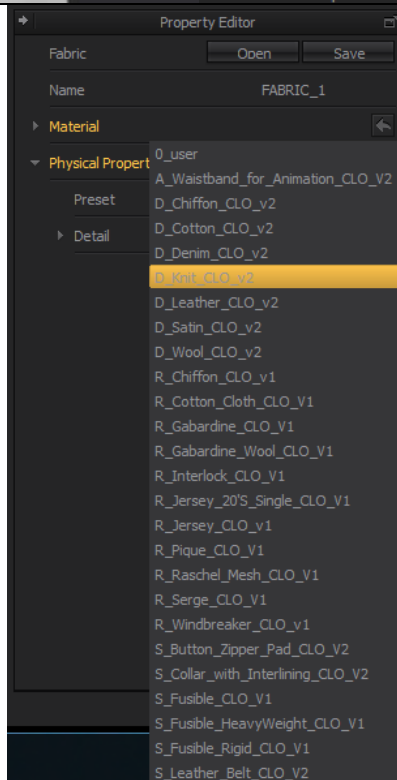 Property Editor
Fabric Open Save
Name FABRIC_1
Material
Physical Propert
Preset
Detail
0_user
A_Waistband_for_Animation_CLO_V2
D_Chiffon_CLO_v2
D_Cotton_CLO_v2
D_Denim_CLO_v2
D_Knit_CLO_v2
D_Leather_CLO_v2
D_Satin_CLO_v2
D_Wool_CLO_v2
R_Chiffon_CLO_v1
R_Cotton_Cloth_CLO_V1
R_Gabardine_CLO_V1
R_Gabardine_Wool_CLO_V1
R_Interlock_CLO_V1
R_Jersey_20'S_Single_CLO_V1
R_Jersey_CLO_v1
R_Pique_CLO_V1
R_Raschel_Mesh_CLO_V1
R_Serge_CLO_V1
R_Windbreaker_CLO_v1
S_Button_Zipper_Pad_CLO_V2
S_Collar_with_Interlining_CLO_V2
S_Fusible_CLO_V1
S_Fusible_HeavyWeight_CLO_V1
S_Fusible_Rigid_CLO_V1
S_Leather_Belt_CLO_V2